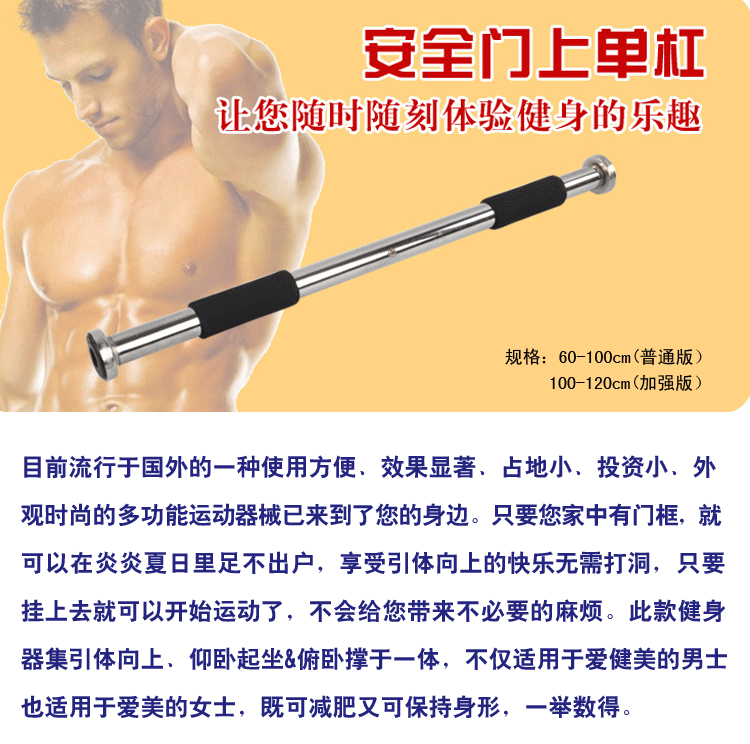 安全门上单杠
让您随时随刻体验健身的乐趣
规格：60-100cm(普通版)
100-120cm(加强版)
目前流行于国外的一种使用方便、效果显著、占地小、投资小、外
观时尚的多功能运动器械已来到了您的身边。只要您家中有门框，就
可以在炎炎夏日里足不出户，享受引体向上的快乐无需打洞，只要
挂上去就可以开始运动了，不会给您带来不必要的麻烦。此款健身
器集引体向上、仰卧起坐&俯卧撑于一体，不仅适用于爱健美的男士
也适用于爱美的女士，既可减肥又可保持身形，一举数得。